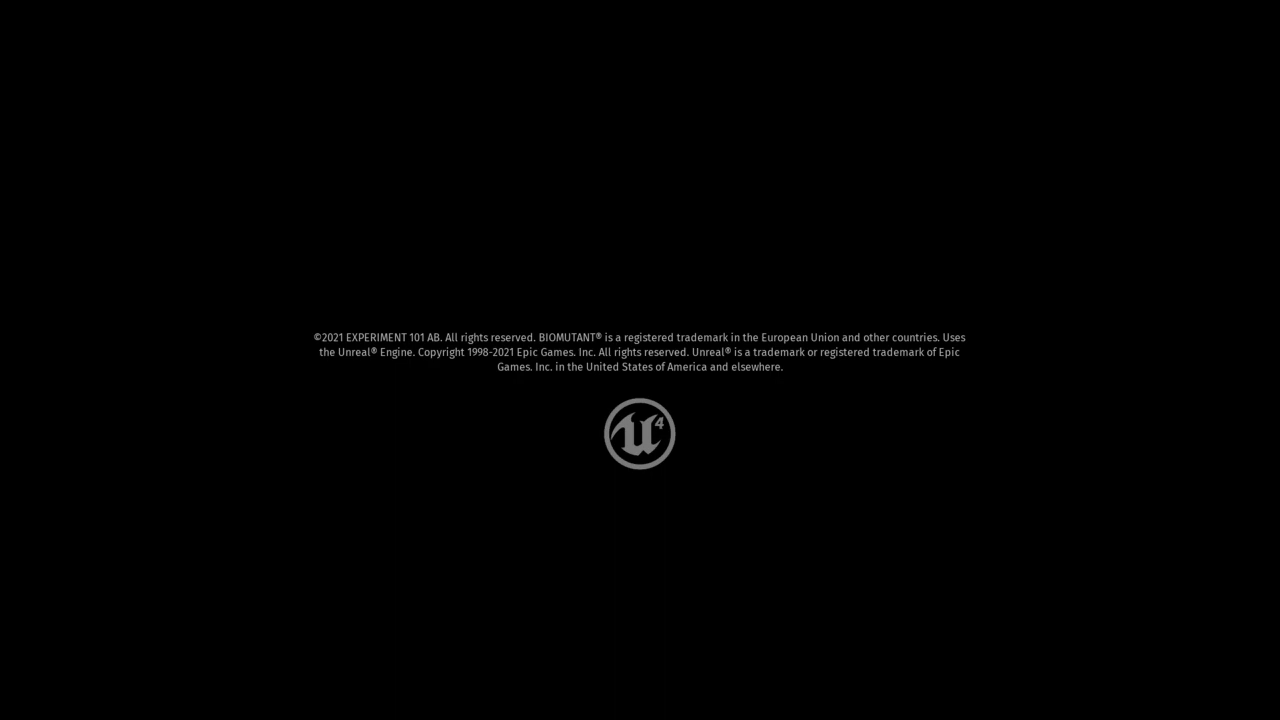 ©2021 EXPERIMENT 101 AB. All rights reserved. BIOMUTANT® is a registered trademark in the European Union and other countries. Uses
the Unreal® Engine. Copyright 1998-2021 Epic Games. Inc. All rights reserved. Unreal® is a trademark or registered trademark of Epic
Games. Inc. in the United States of America and elsewhere.
U4